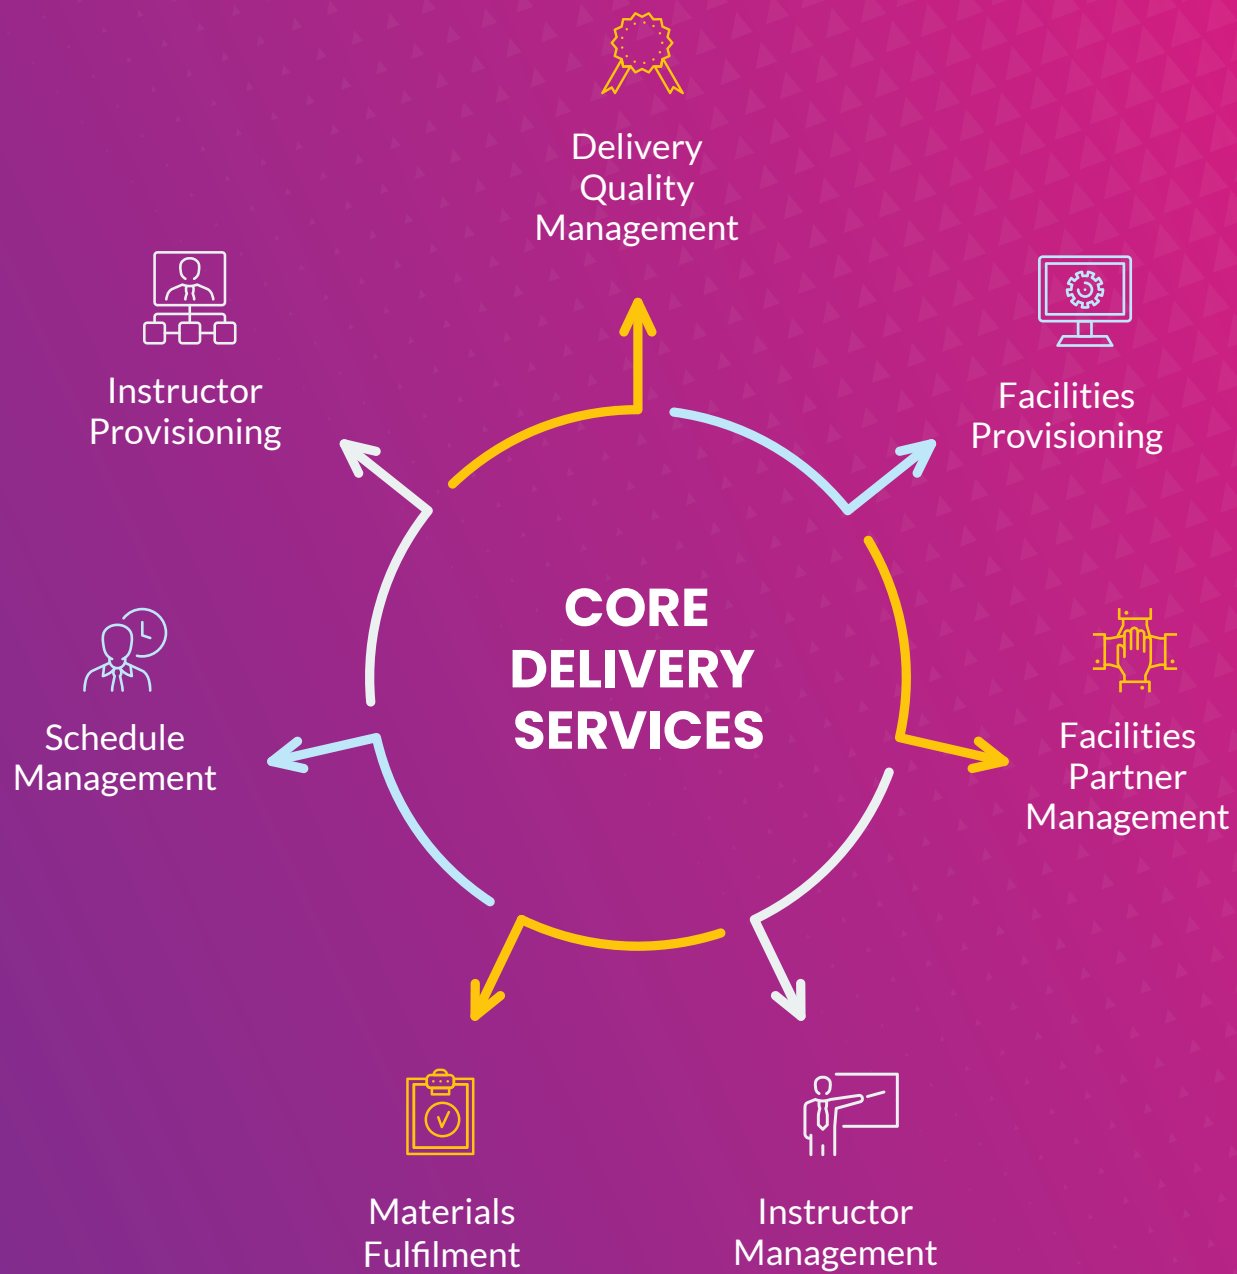 Delivery
Quality
Management
Instructor
Provisioning
Facilities
Provisioning
CORE
DELIVERY
SERVICES
Schedule
Management
Facilities
Partner
Management
Materials
Fulfilment
Instructor
Management